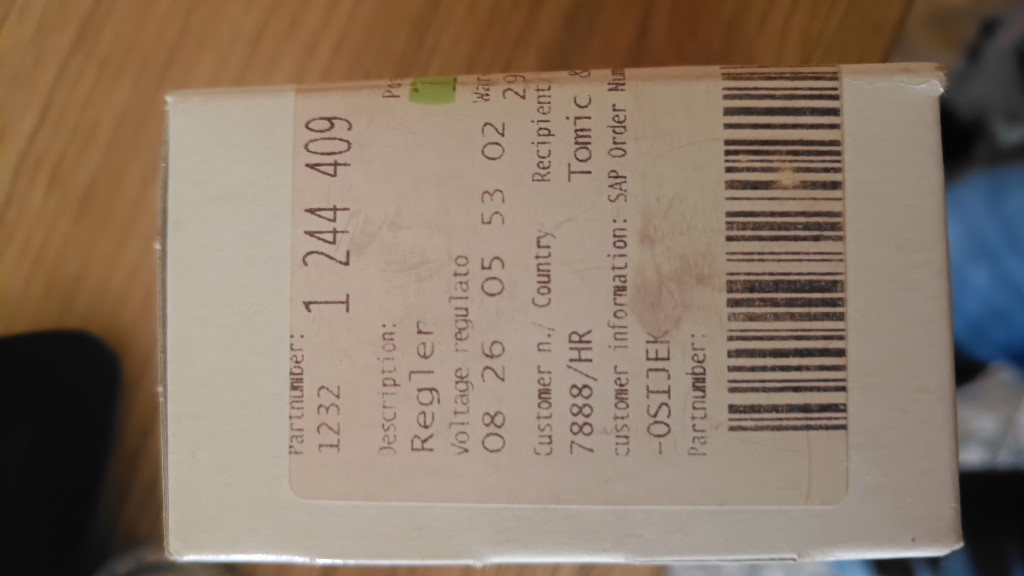 Partnumber:
1232 1 244 409
Description:
Regler
Voltage regulato
08 26 05 53 02 29
Customer n./ Country Recipient
7888/HR Tomic &
customer information: SAP Order Num
-OSIJEK
Partnumber: